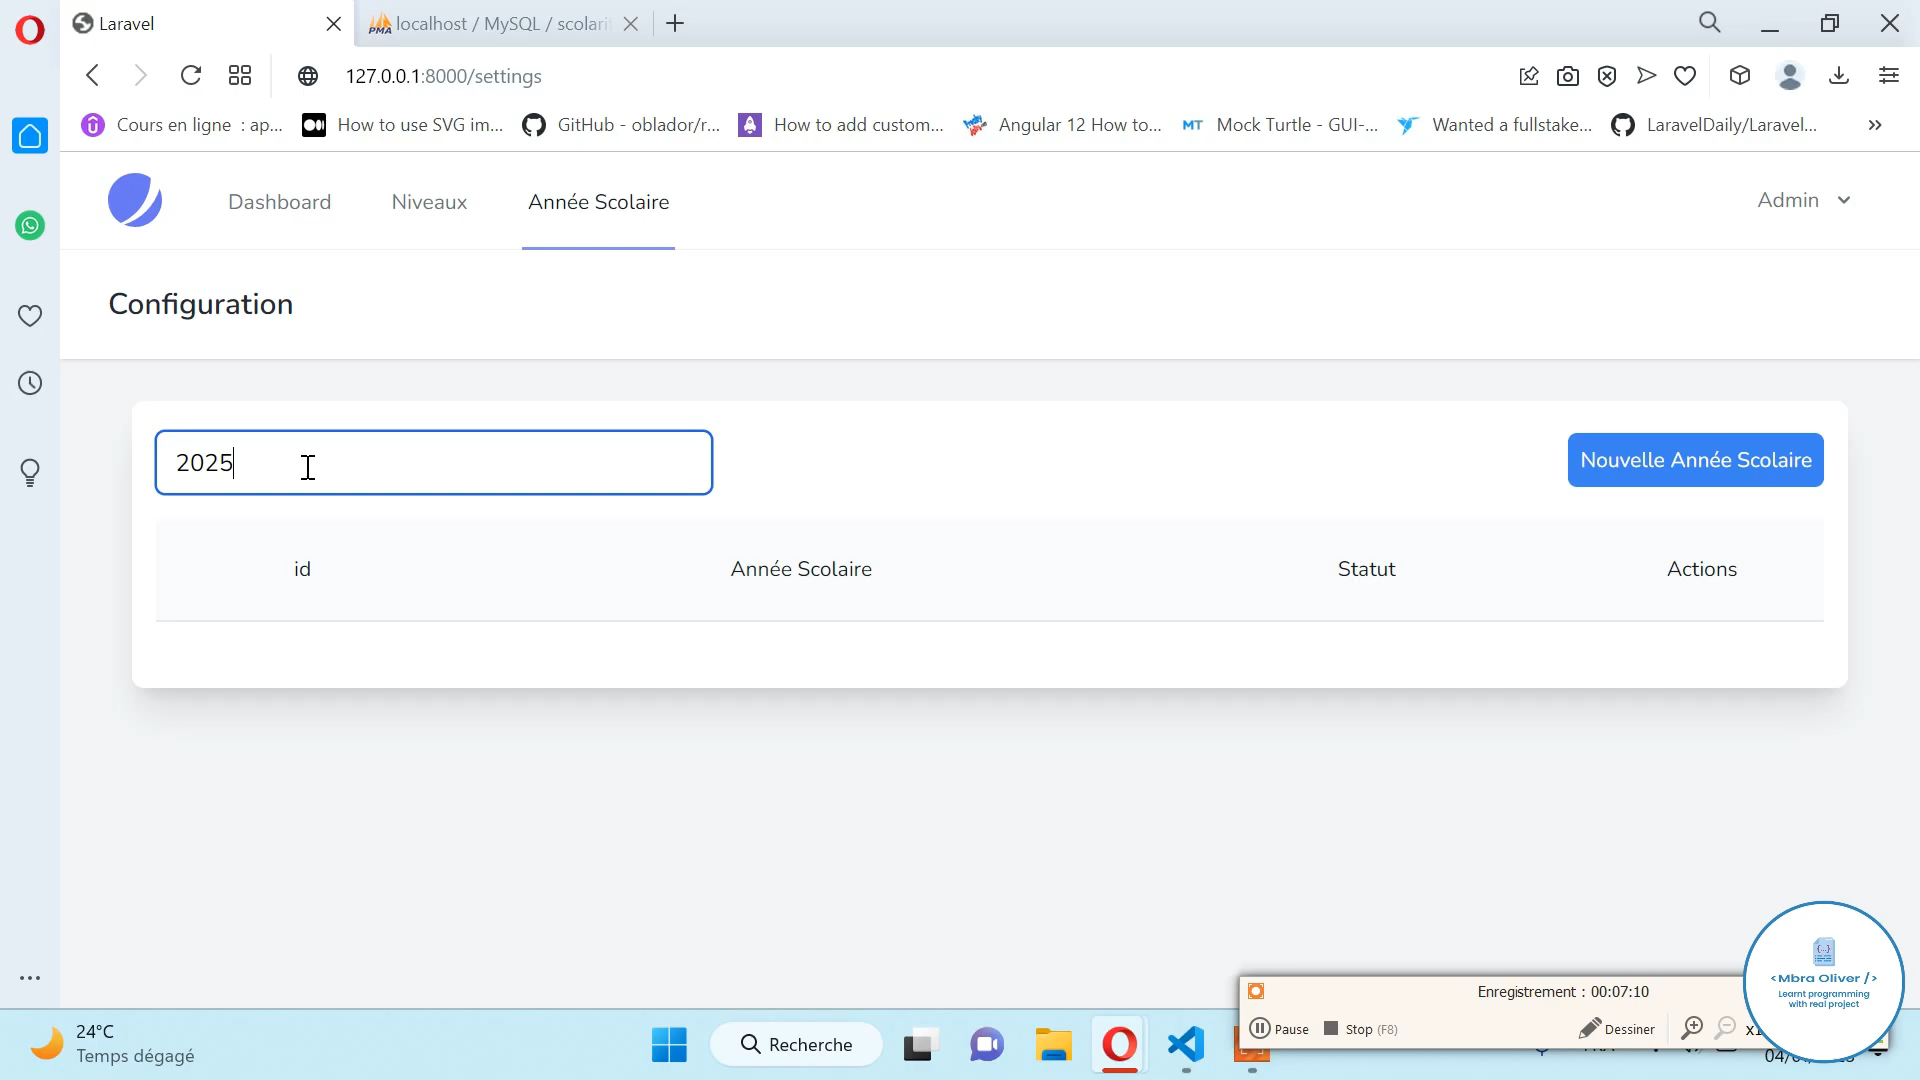 Laravel
localhost / MySQL / scolarit
127.0.0.1:8000/settings
Cours en ligne : ap...
How to use SVG im...
GitHub - oblador/r...
How to add custom...
Angular 12 How to...
MT Mock Turtle - GUI-...
Wanted a fullstake...
LaravelDaily/Laravel...
Dashboard
Niveaux
Année Scolaire
Admin
Configuration
2025
Nouvelle Année Scolaire
id
Année Scolaire
Statut
Actions
{...}
<Mbra Oliver />
Learnt programming
with real project
Enregistrement : 00:07:10
Pause
Stop (F8)
Dessiner
24°C
Temps dégagé
Recherche